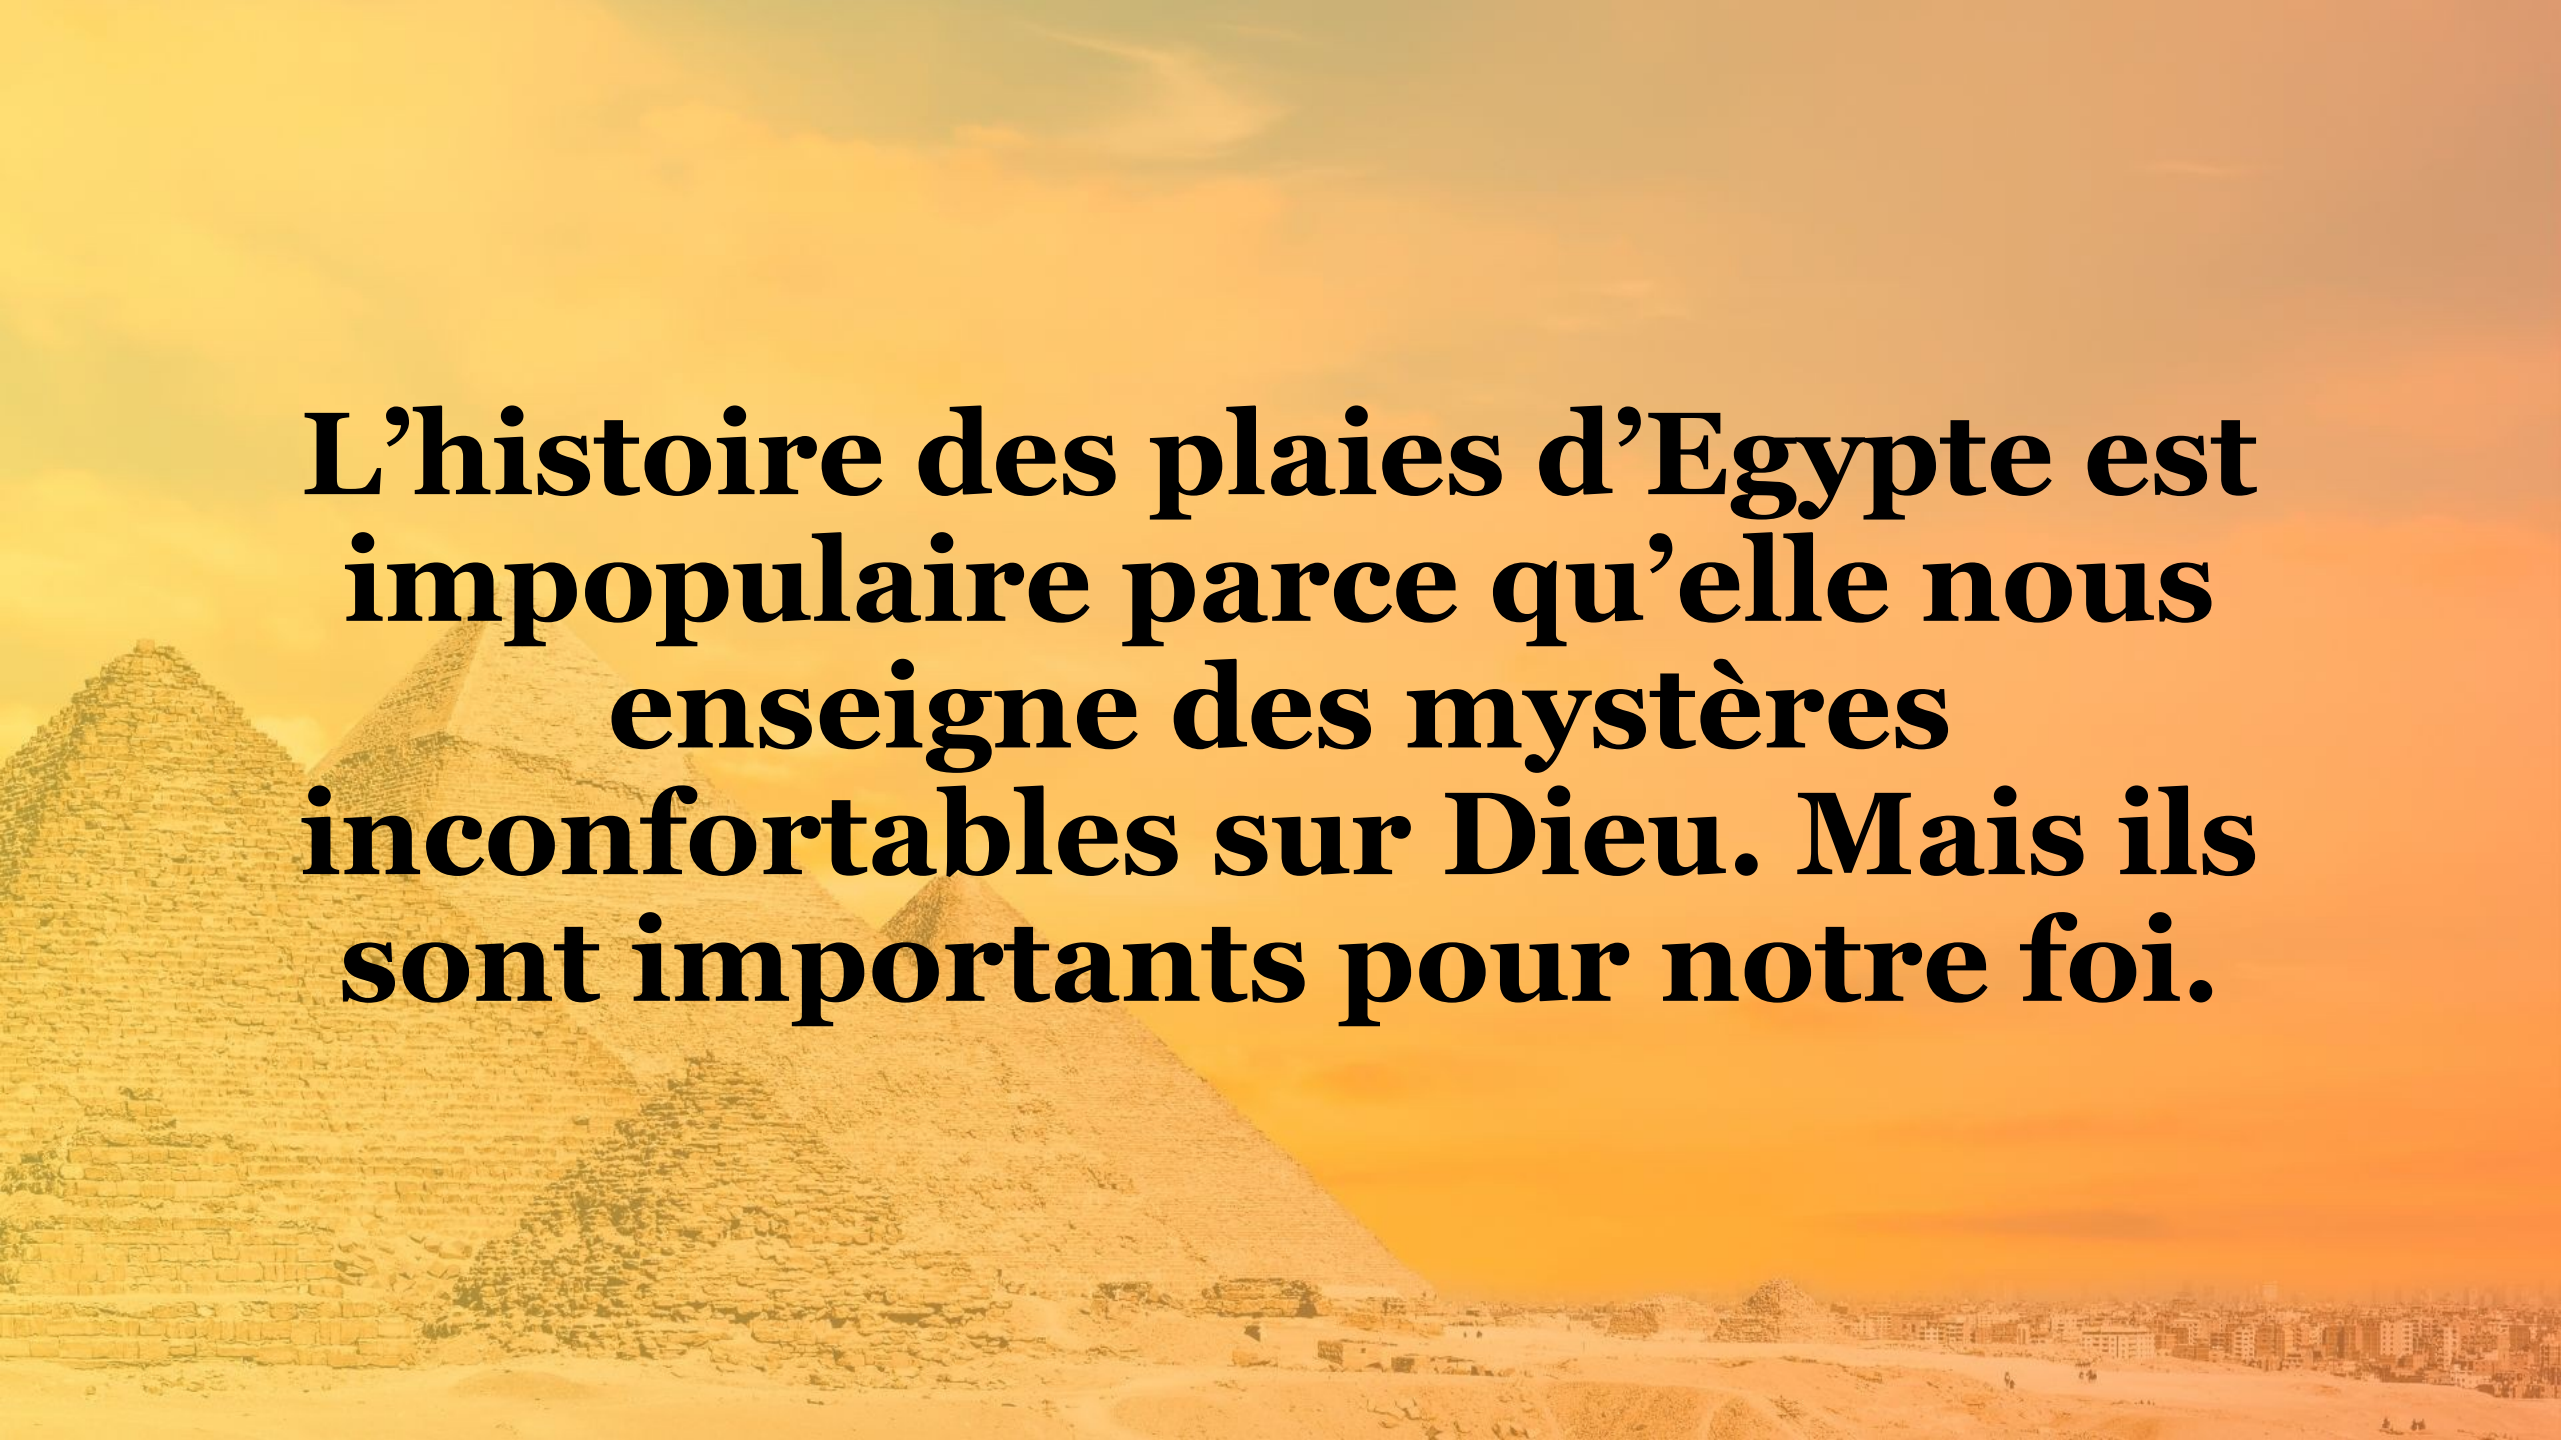 L’histoire des plaies d’Egypte est
impopulaire parce qu’elle nous
enseigne des mystères
inconfortables sur Dieu. Mais ils
sont importants pour notre foi.